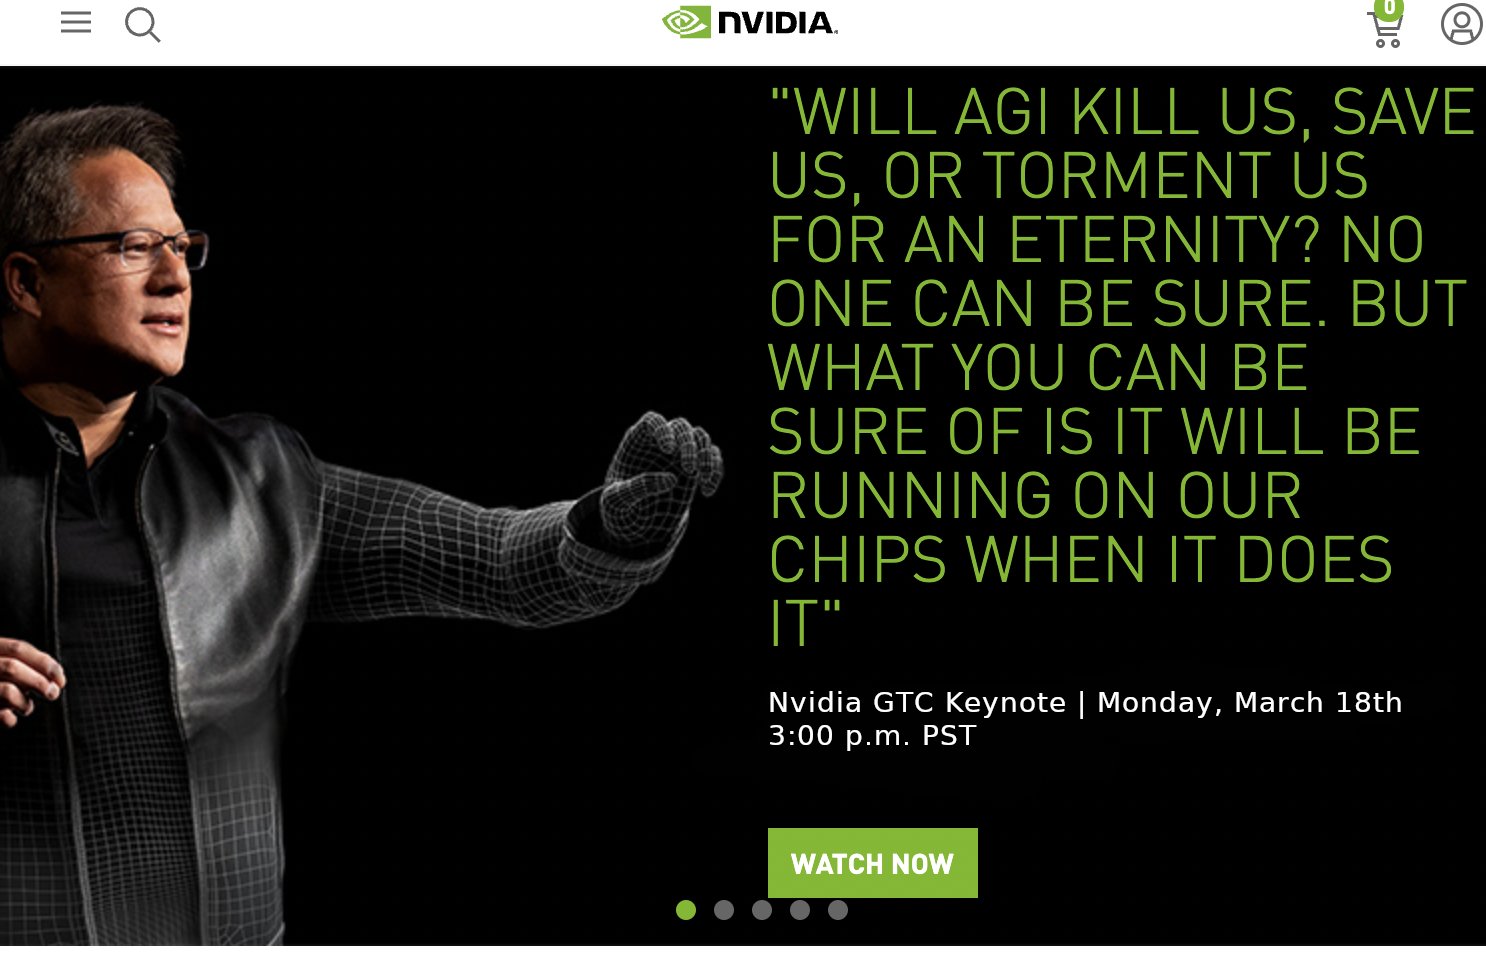 0
NVIDIA
"WILL AGI KILL US, SAVE
US, OR TORMENT US
FOR AN ETERNITY? NO
ONE CAN BE SURE. BUT
WHAT YOU CAN BE
SURE OF IS IT WILL BE
RUNNING ON OUR
CHIPS WHEN IT DOES
IT"
Nvidia GTC Keynote | Monday, March 18th
3:00 p.m. PST
WATCH NOW